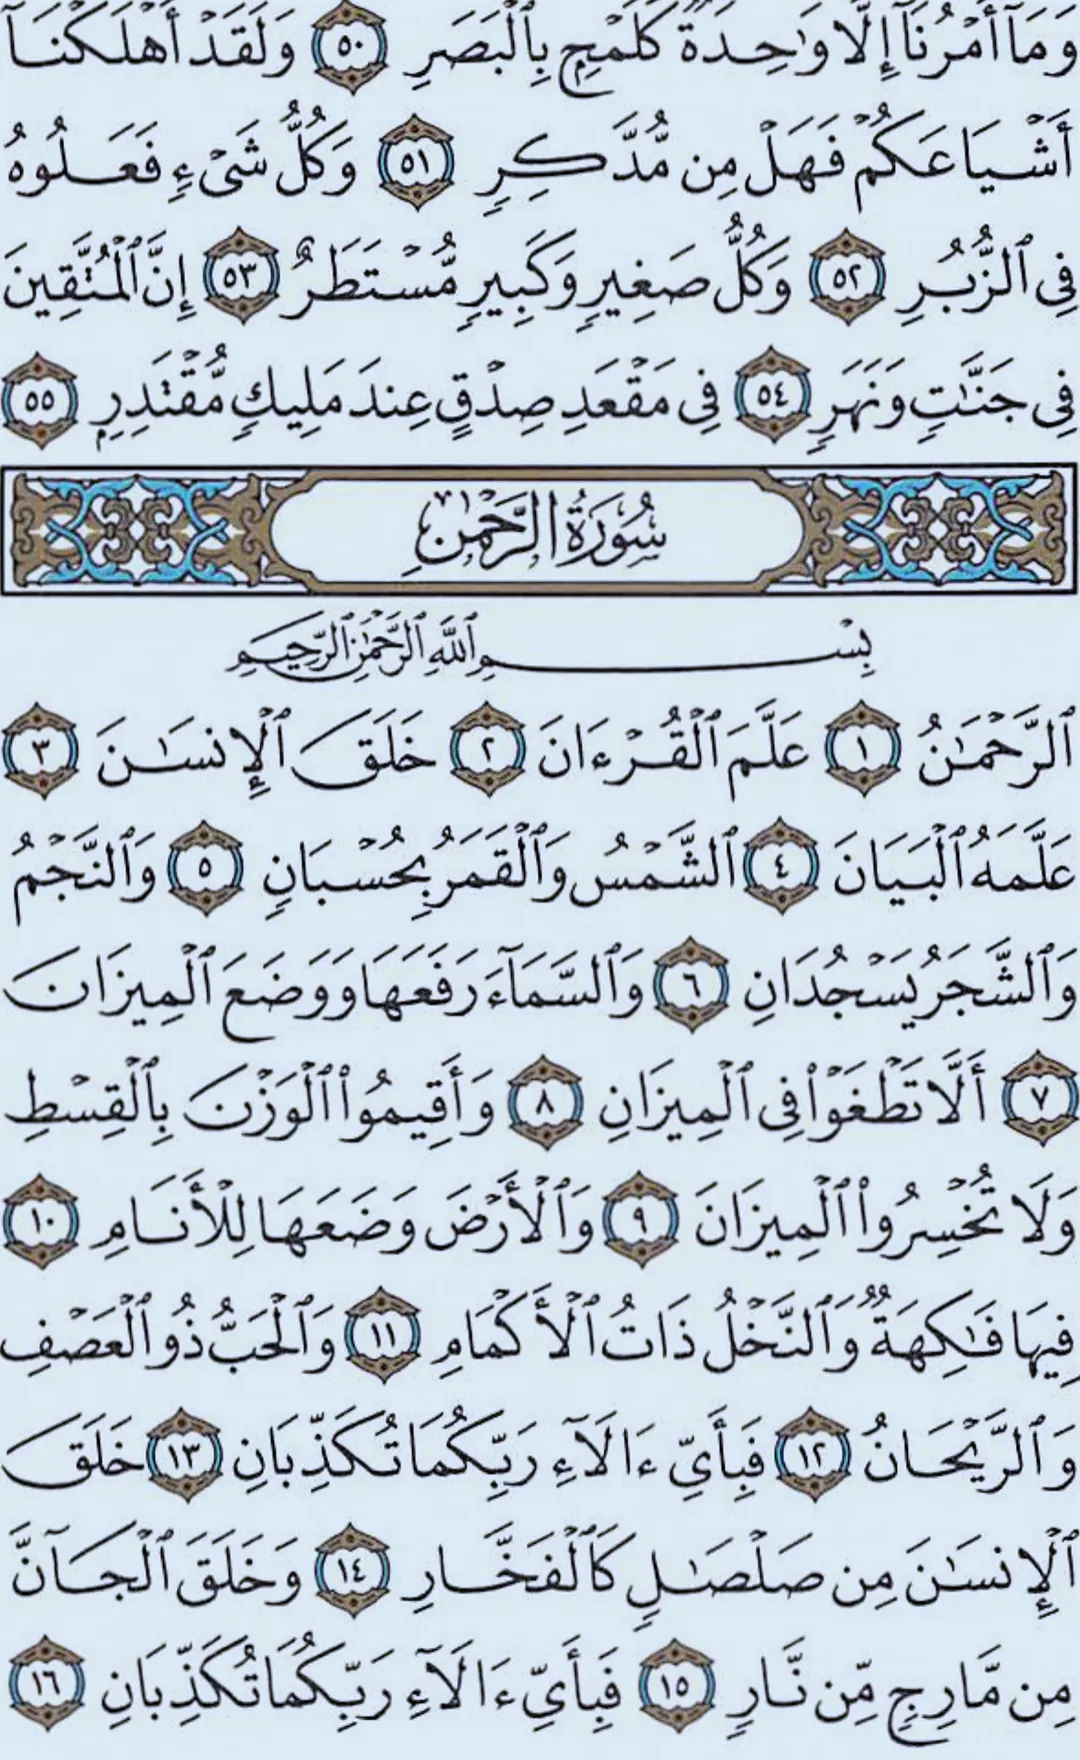 وَمَآ أَمْرُنَآ إِلَّا وَٰحِدَةٌ كَلَمْحٍۭ بِٱلْبَصَرِ ٥٠ وَلَقَدْ أَهْلَكْنَآ
أَشْيَاعَكُمْ فَهَلْ مِن مُّدَّكِرٍ ٥١ وَكُلُّ شَىْءٍ فَعَلُوهُ
فِى ٱلزُّبُرِ ٥٢ وَكُلُّ صَغِيرٍ وَكَبِيرٍ مُّسْتَطَرٌ ٥٣ إِنَّ ٱلْمُتَّقِينَ
فِى جَنَّٰتٍ وَنَهَرٍ ٥٤ فِى مَقْعَدِ صِدْقٍ عِندَ مَلِيكٍ مُّقْتَدِرٍۭ ٥٥
سُورَةُ الرَّحْمٰن
بِسْمِ ٱللَّهِ ٱلرَّحْمَٰنِ ٱلرَّحِيمِ
ٱلرَّحْمَٰنُ ١ عَلَّمَ ٱلْقُرْءَانَ ٢ خَلَقَ ٱلْإِنسَٰنَ ٣
عَلَّمَهُ ٱلْبَيَانَ ٤ ٱلشَّمْسُ وَٱلْقَمَرُ بِحُسْبَانٍ ٥ وَٱلنَّجْمُ
وَٱلشَّجَرُ يَسْجُدَانِ ٦ وَٱلسَّمَآءَ رَفَعَهَا وَوَضَعَ ٱلْمِيزَانَ
٧ أَلَّا تَطْغَوْا۟ فِى ٱلْمِيزَانِ ٨ وَأَقِيمُوا۟ ٱلْوَزْنَ بِٱلْقِسْطِ
وَلَا تُخْسِرُوا۟ ٱلْمِيزَانَ ٩ وَٱلْأَرْضَ وَضَعَهَا لِلْأَنَامِ ١٠
فِيهَا فَٰكِهَةٌ وَٱلنَّخْلُ ذَاتُ ٱلْأَكْمَامِ ١١ وَٱلْحَبُّ ذُو ٱلْعَصْفِ
وَٱلرَّيْحَانُ ١٢ فَبِأَىِّ ءَالَآءِ رَبِّكُمَا تُكَذِّبَانِ ١٣ خَلَقَ
ٱلْإِنسَٰنَ مِن صَلْصَٰلٍ كَٱلْفَخَّارِ ١٤ وَخَلَقَ ٱلْجَآنَّ
مِن مَّارِجٍ مِّن نَّارٍ ١٥ فَبِأَىِّ ءَالَآءِ رَبِّكُمَا تُكَذِّبَانِ ١٦